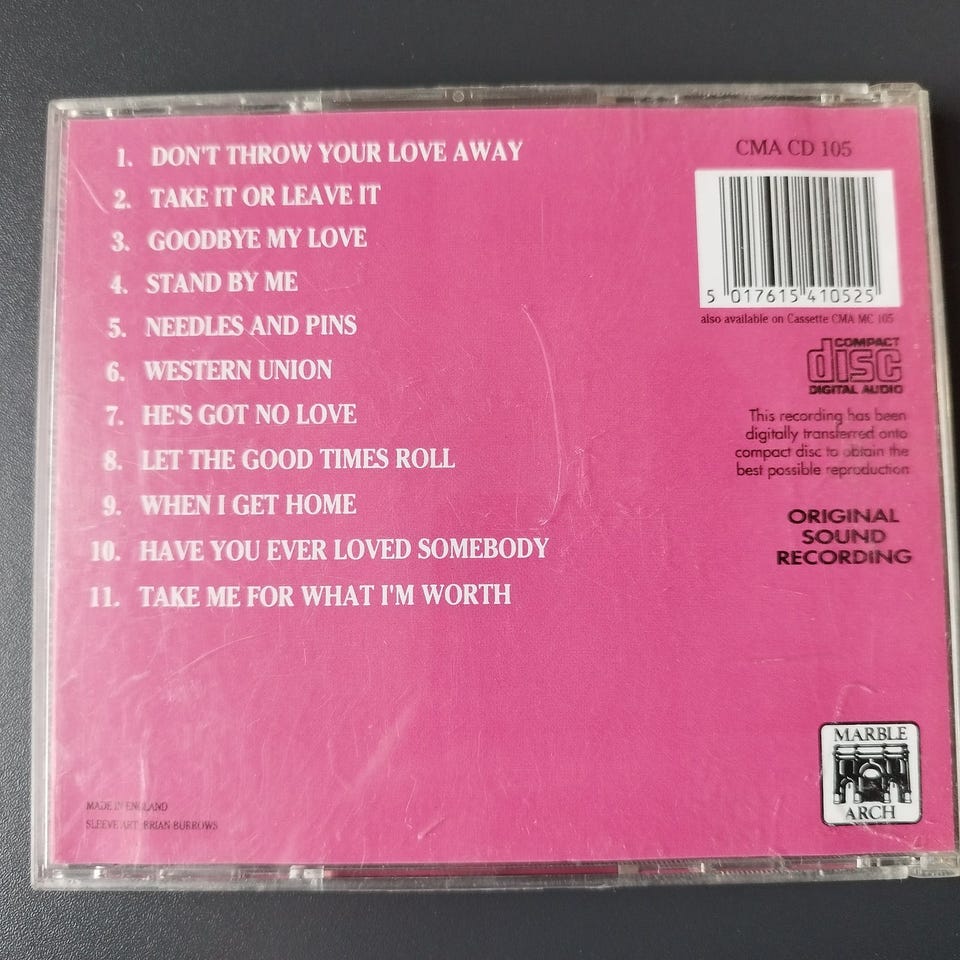 1. DON'T THROW YOUR LOVE AWAY
2. TAKE IT OR LEAVE IT
3. GOODBYE MY LOVE
4. STAND BY ME
5. NEEDLES AND PINS
6. WESTERN UNION
7. HE'S GOT NO LOVE
8. LET THE GOOD TIMES ROLL
9. WHEN I GET HOME
10. HAVE YOU EVER LOVED SOMEBODY
11. TAKE ME FOR WHAT I'M WORTH
MADE IN ENGLAND
SLEEVE ART BRIAN BURROWS
CMA CD 105
5 017615 410525
also available on Cassette CMA MC 105
COMPACT
disc
DIGITAL AUDIO
This recording has been
digitally transferred onto
compact disc to obtain the
best possible reproduction
ORIGINAL
SOUND
RECORDING
MARBLE
ARCH